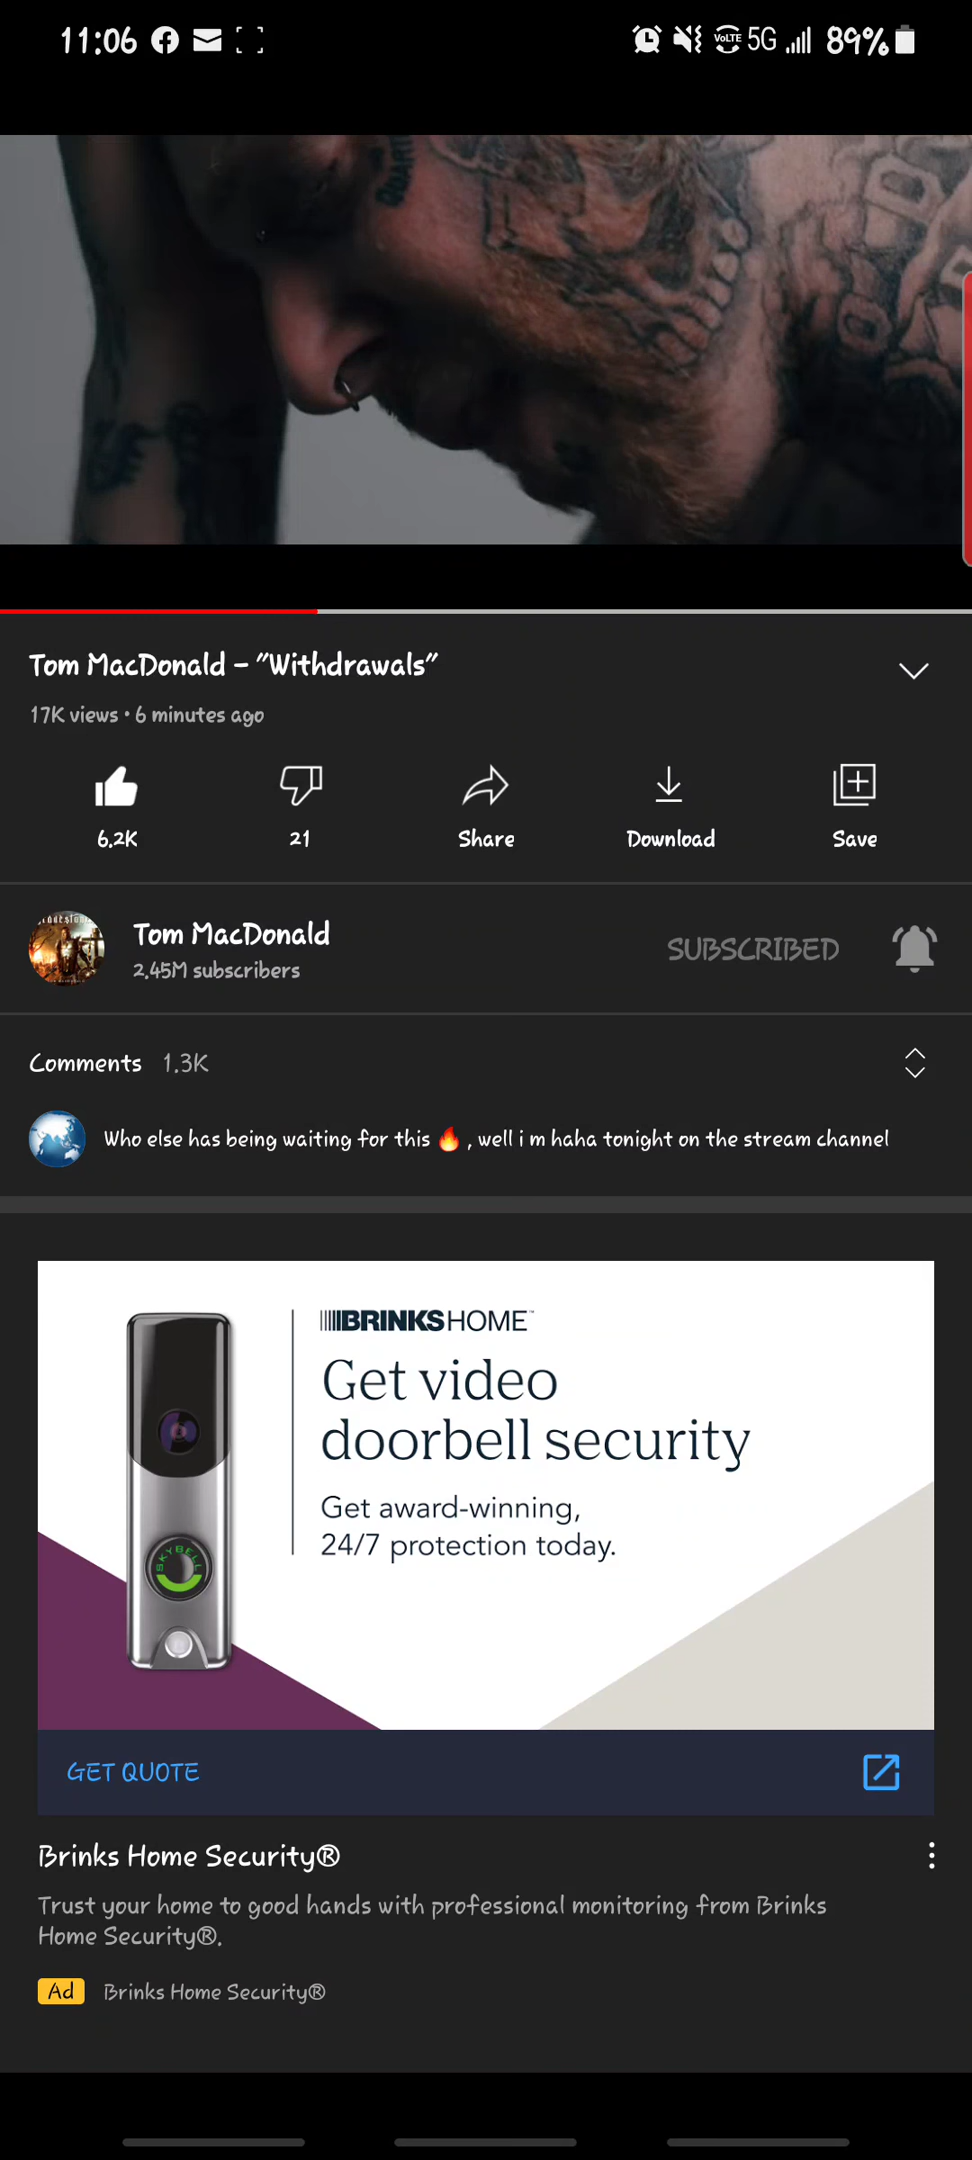 11:06 VoLTE 5G 89%
Tom MacDonald - "Withdrawals"
17K views • 6 minutes ago
6.2K 21 Share Download Save
Tom MacDonald
2.45M subscribers
SUBSCRIBED
Comments 1.3K
Who else has being waiting for this 🔥 , well i m haha tonight on the stream channel
BRINKS HOME™
Get video
doorbell security
Get award-winning,
24/7 protection today.
SKYBELL
GET QUOTE
Brinks Home Security®
Trust your home to good hands with professional monitoring from Brinks
Home Security®.
Ad Brinks Home Security®